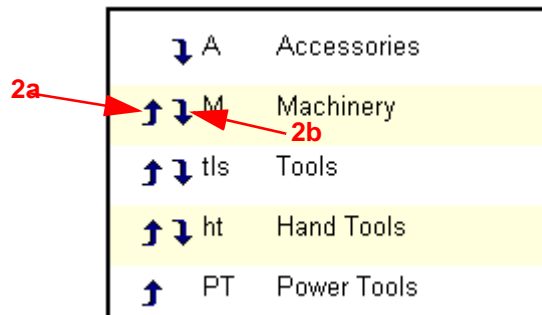 A Accessories
2a M Machinery
2b
tls Tools
ht Hand Tools
PT Power Tools